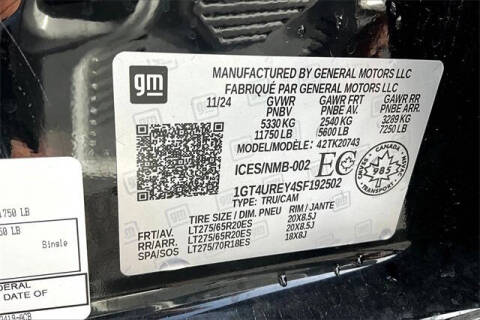 gm
MANUFACTURED BY GENERAL MOTORS LLC
FABRIQUÉ PAR GENERAL MOTORS LLC
11/24 GVWR GAWR FRT GAWR RR
PNBV PNBE AV. PNBE ARR.
5330 KG 2540 KG 3289 KG
11750 LB 5600 LB 7250 LB
MODEL/MODÈLE: 42TK20743
ICES/NMB-002 EC
CANADA
985
1GT4UREY4SF192502
TYPE: TRU/CAM
TIRE SIZE / DIM. PNEU RIM / JANTE
FRT/AV. LT275/65R20ES 20X8.5J
RR/ARR. LT275/65R20ES 20X8.5J
SPA/SOS LT275/70R18ES 18X8J
1750 LB
50 LB
Single
FEDERAL
DATE OF